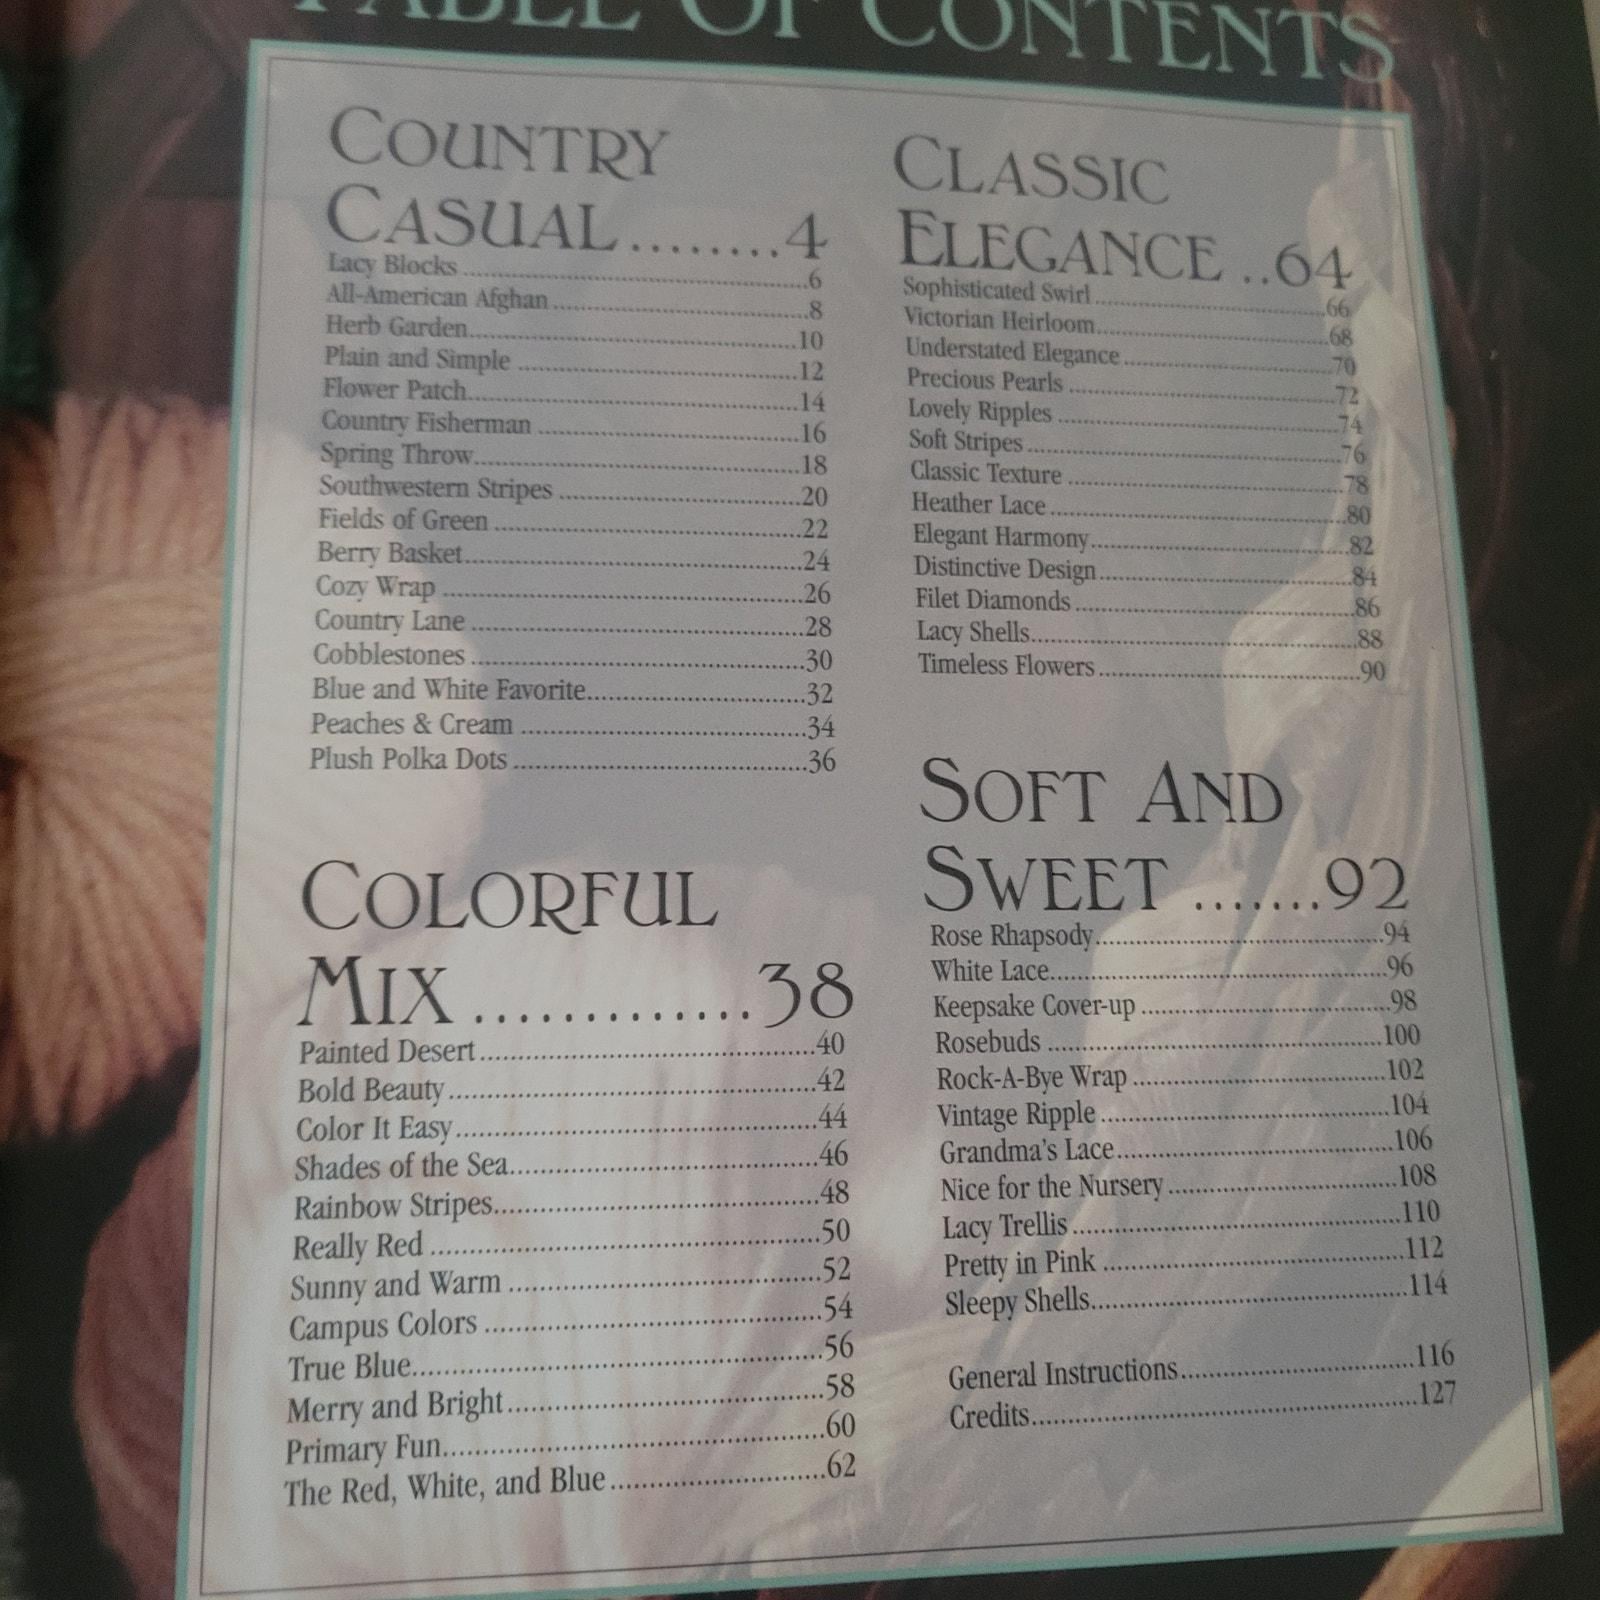 TABLE OF CONTENTS
COUNTRY
CASUAL........4
Lacy Blocks..........6
All-American Afghan..........8
Herb Garden..........10
Plain and Simple..........12
Flower Patch..........14
Country Fisherman..........16
Spring Throw..........18
Southwestern Stripes..........20
Fields of Green..........22
Berry Basket..........24
Cozy Wrap..........26
Country Lane..........28
Cobblestones..........30
Blue and White Favorite..........32
Peaches & Cream..........34
Plush Polka Dots..........36
COLORFUL
MIX.............38
Painted Desert..........40
Bold Beauty..........42
Color It Easy..........44
Shades of the Sea..........46
Rainbow Stripes..........48
Really Red..........50
Sunny and Warm..........52
Campus Colors..........54
True Blue..........56
Merry and Bright..........58
Primary Fun..........60
The Red, White, and Blue..........62
CLASSIC
ELEGANCE..64
Sophisticated Swirl..........66
Victorian Heirloom..........68
Understated Elegance..........70
Precious Pearls..........72
Lovely Ripples..........74
Soft Stripes..........76
Classic Texture..........78
Heather Lace..........80
Elegant Harmony..........82
Distinctive Design..........84
Filet Diamonds..........86
Lacy Shells..........88
Timeless Flowers..........90
SOFT AND
SWEET.......92
Rose Rhapsody..........94
White Lace..........96
Keepsake Cover-up..........98
Rosebuds..........100
Rock-A-Bye Wrap..........102
Vintage Ripple..........104
Grandma's Lace..........106
Nice for the Nursery..........108
Lacy Trellis..........110
Pretty in Pink..........112
Sleepy Shells..........114
General Instructions..........116
Credits..........127